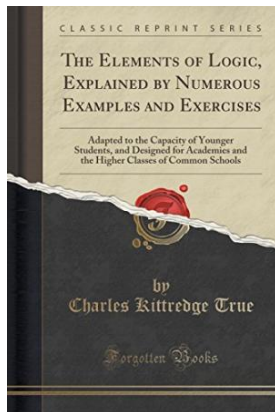 CLASSIC REPRINT SERIES
THE ELEMENTS OF LOGIC,
EXPLAINED BY NUMEROUS
EXAMPLES AND EXERCISES
Adapted to the Capacity of Younger
Students, and Designed for Academies and
the Higher Classes of Common Schools
by
Charles Kittredge True
Forgotten Books